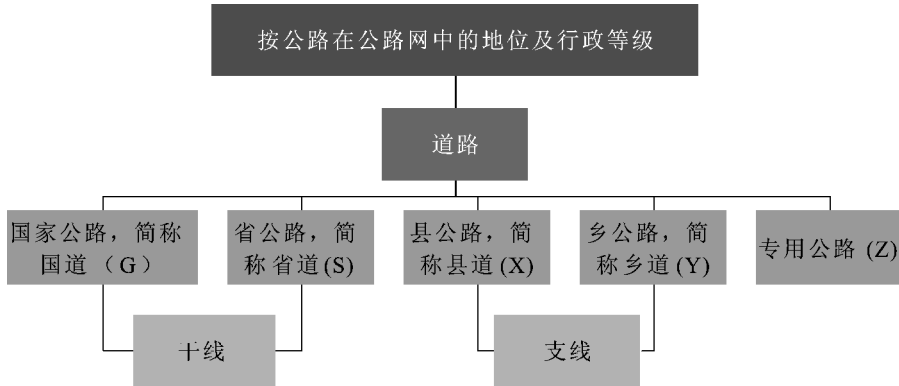 按公路在公路网中的地位及行政等级
道路
国家公路，简称
国道（G）
省公路，简
称省道(S)
县公路，简
称县道(X)
乡公路，简
称乡道(Y)
专用公路(Z)
干线
支线